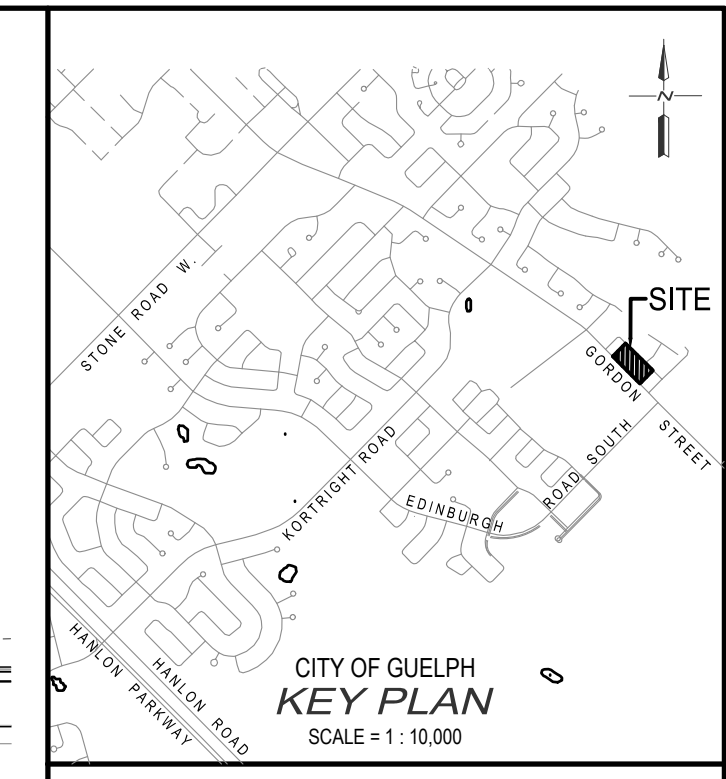 N
SITE
STONE ROAD W.
GORDON STREET
KORTRIGHT ROAD
EDINBURGH ROAD SOUTH
HANLON ROAD
HANLON PARKWAY
CITY OF GUELPH
KEY PLAN
SCALE = 1 : 10,000